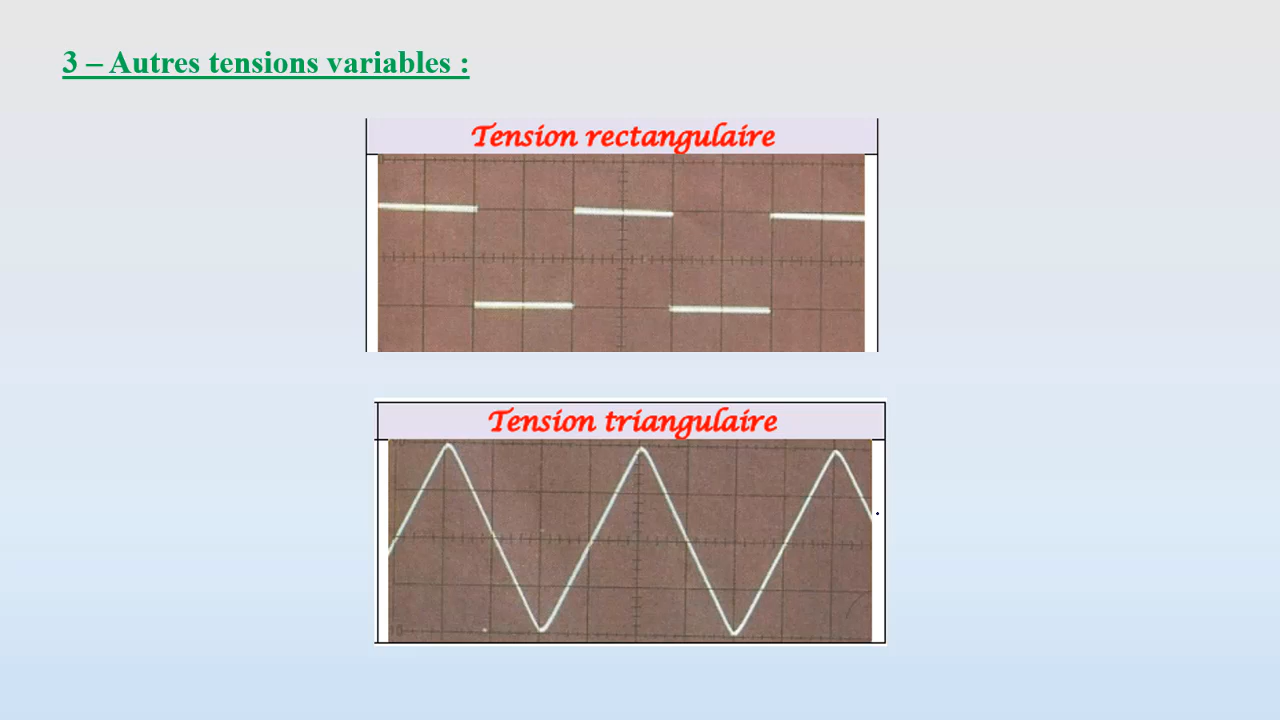 3 – Autres tensions variables :
Tension rectangulaire
Tension triangulaire